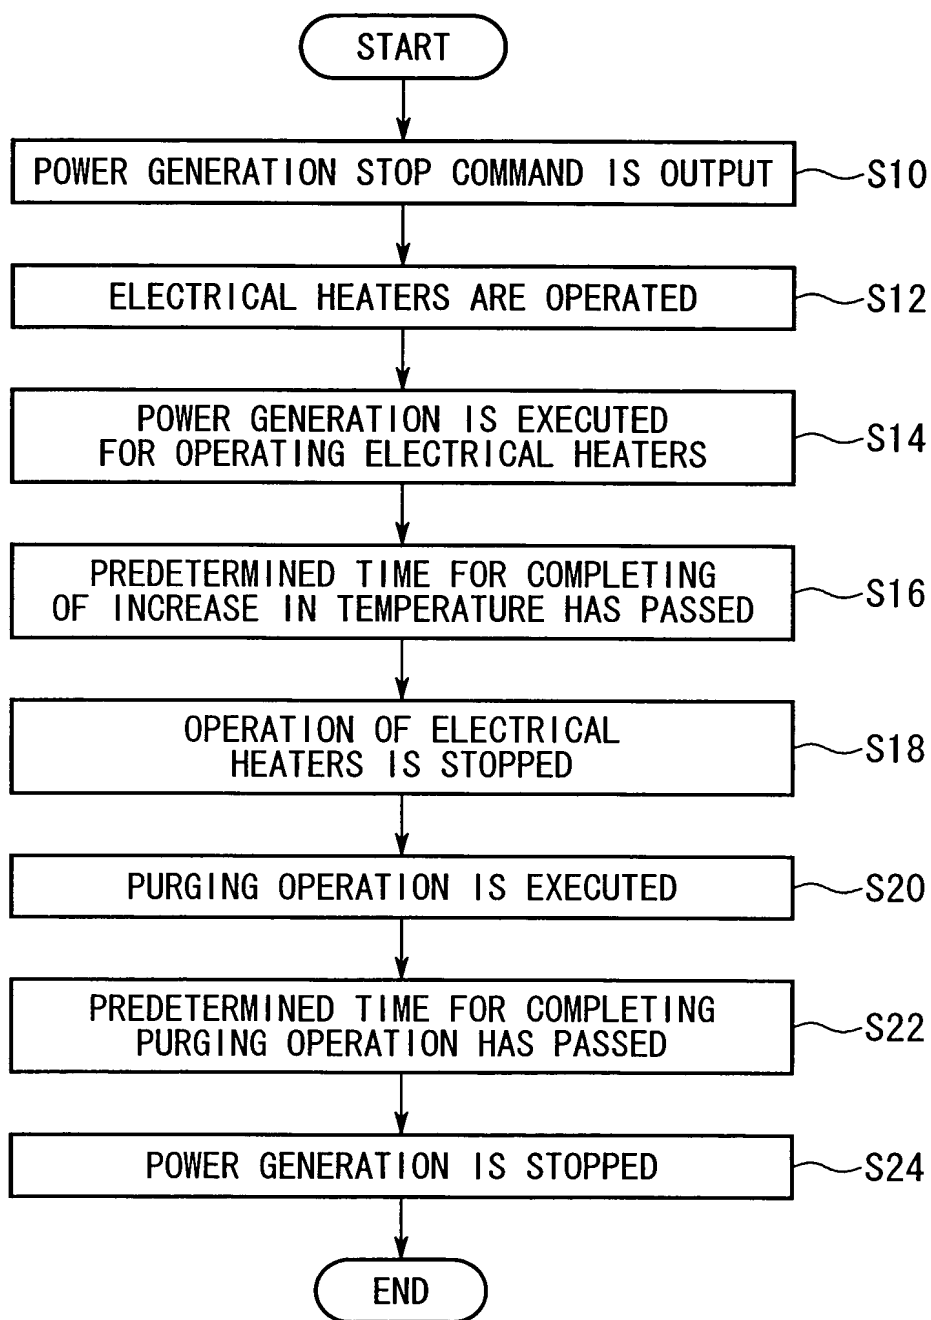 START
POWER GENERATION STOP COMMAND IS OUTPUT
S10
ELECTRICAL HEATERS ARE OPERATED
S12
POWER GENERATION IS EXECUTED
FOR OPERATING ELECTRICAL HEATERS
S14
PREDETERMINED TIME FOR COMPLETING
OF INCREASE IN TEMPERATURE HAS PASSED
S16
OPERATION OF ELECTRICAL
HEATERS IS STOPPED
S18
PURGING OPERATION IS EXECUTED
S20
PREDETERMINED TIME FOR COMPLETING
PURGING OPERATION HAS PASSED
S22
POWER GENERATION IS STOPPED
S24
END